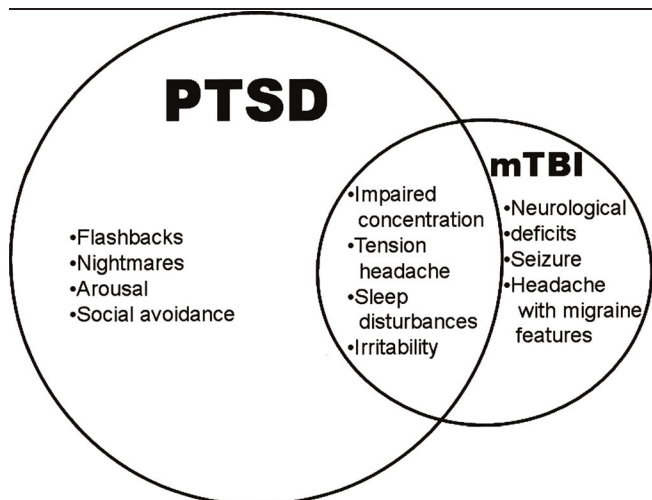 PTSD
•Flashbacks
•Nightmares
•Arousal
•Social avoidance
•Impaired
concentration
•Tension
headache
•Sleep
disturbances
•Irritability
mTBI
•Neurological
•deficits
•Seizure
•Headache
with migraine
features